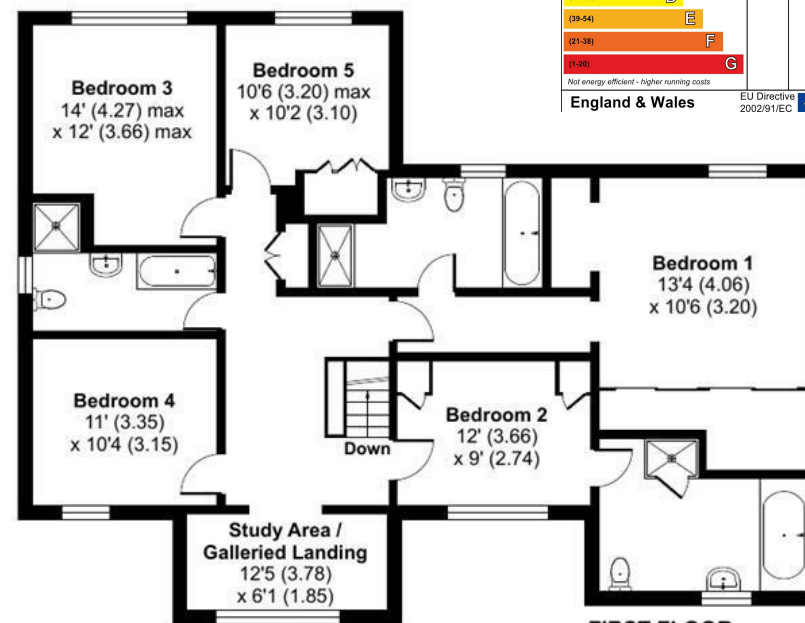 (39-54)
E
(21-38)
F
(1-20)
G
Not energy efficient - higher running costs
England & Wales
EU Directive
2002/91/EC
Bedroom 3
14' (4.27) max
x 12' (3.66) max
Bedroom 5
10'6 (3.20) max
x 10'2 (3.10)
Bedroom 1
13'4 (4.06)
x 10'6 (3.20)
Bedroom 4
11' (3.35)
x 10'4 (3.15)
Down
Bedroom 2
12' (3.66)
x 9' (2.74)
Study Area /
Galleried Landing
12'5 (3.78)
x 6'1 (1.85)
FIRST FLOOR